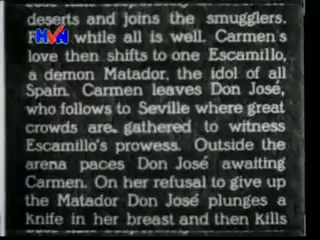 deserts and joins the smugglers.
HVN while all is well. Carmen's
love then shifts to one Escamillo,
a demon Matador, the idol of all
Spain. Carmen leaves Don José,
who follows to Seville where great
crowds are gathered to witness
Escamillo's prowess. Outside the
arena paces Don José awaiting
Carmen. On her refusal to give up
the Matador Don José plunges a
Knife in her breast and then kills